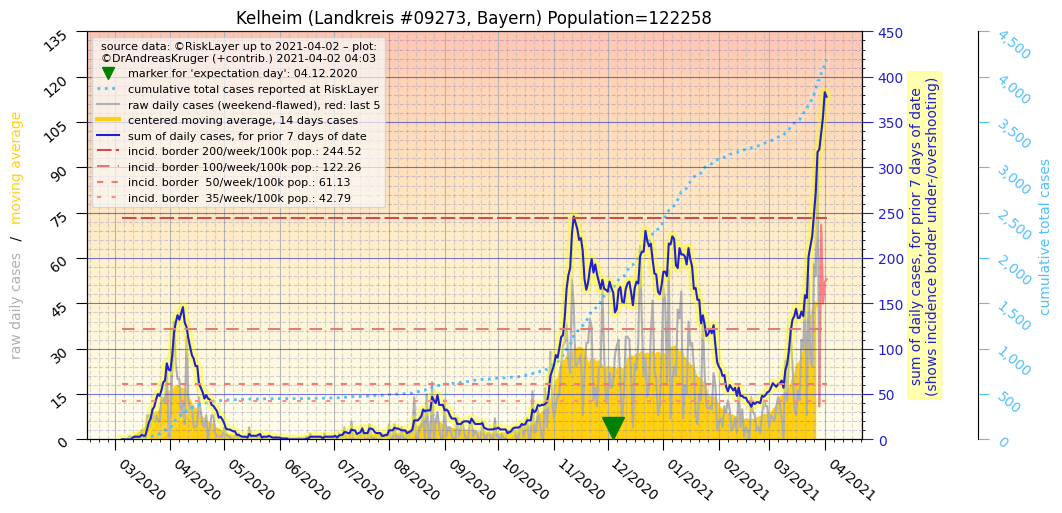 Kelheim (Landkreis #09273, Bayern) Population=122258
source data: ©RiskLayer up to 2021-04-02 – plot:
©DrAndreasKruger (+contrib.) 2021-04-02 04:03
marker for 'expectation day': 04.12.2020
cumulative total cases reported at RiskLayer
raw daily cases (weekend-flawed), red: last 5
centered moving average, 14 days cases
sum of daily cases, for prior 7 days of date
incid. border 200/week/100k pop.: 244.52
incid. border 100/week/100k pop.: 122.26
incid. border  50/week/100k pop.: 61.13
incid. border  35/week/100k pop.: 42.79
raw daily cases  /  moving average
135
120
105
90
75
60
45
30
15
0
03/2020
04/2020
05/2020
06/2020
07/2020
08/2020
09/2020
10/2020
11/2020
12/2020
01/2021
02/2021
03/2021
04/2021
450
400
350
300
250
200
150
100
50
0
sum of daily cases, for prior 7 days of date
(shows incidence border under-/overshooting)
4,500
4,000
3,500
3,000
2,500
2,000
1,500
1,000
500
0
cumulative total cases